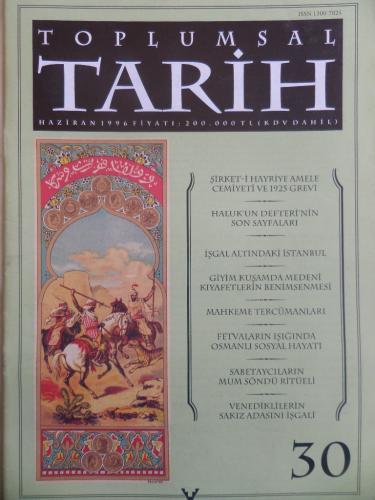 ISSN 1300-7025
TOPLUMSAL
TARİH
HAZİRAN 1996 FİYATI: 200.000 TL (KDV DAHİL)
ŞİRKET-İ HAYRİYE AMELE
CEMİYETİ VE 1925 GREVİ
HALUK'UN DEFTERİ'NİN
SON SAYFALARI
İŞGAL ALTINDAKİ İSTANBUL
GİYİM KUŞAMDA MEDENİ
KIYAFETLERİN BENİMSENMESİ
MAHKEME TERCÜMANLARI
FETVALARIN IŞIĞINDA
OSMANLI SOSYAL HAYATI
SABETAYCILARIN
MUM SÖNDÜ RİTÜELİ
VENEDİKLİLERİN
SAKIZ ADASINI İŞGALİ
30